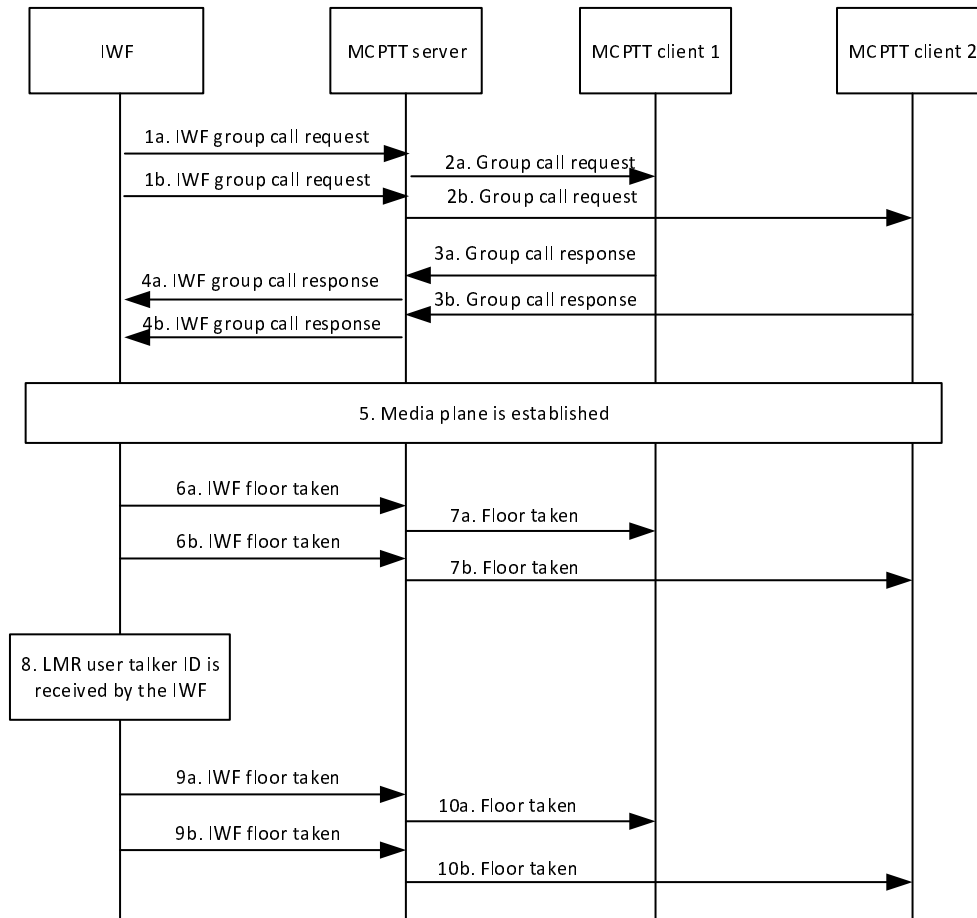 IWF
MCPTT server
MCPTT client 1
MCPTT client 2
1a. IWF group call request
2a. Group call request
1b. IWF group call request
2b. Group call request
3a. Group call response
4a. IWF group call response
3b. Group call response
4b. IWF group call response
5. Media plane is established
6a. IWF floor taken
7a. Floor taken
6b. IWF floor taken
7b. Floor taken
8. LMR user talker ID is
received by the IWF
9a. IWF floor taken
10a. Floor taken
9b. IWF floor taken
10b. Floor taken